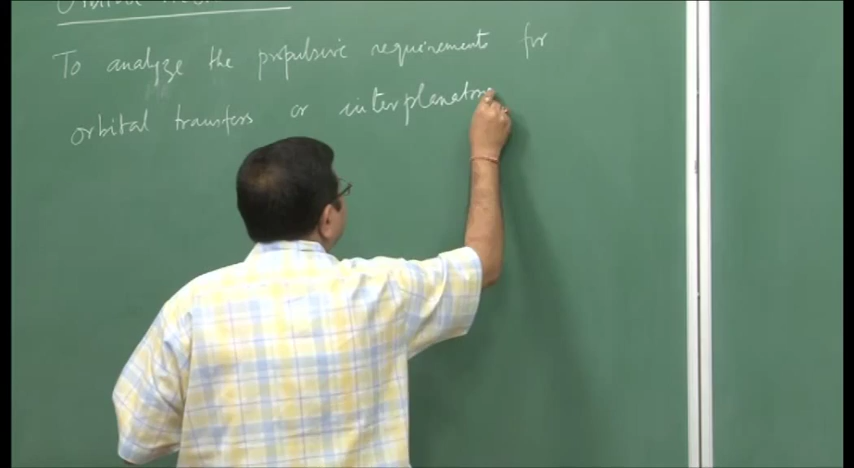 To analyze the propulsive requirement for
orbital transfers or interplanetary